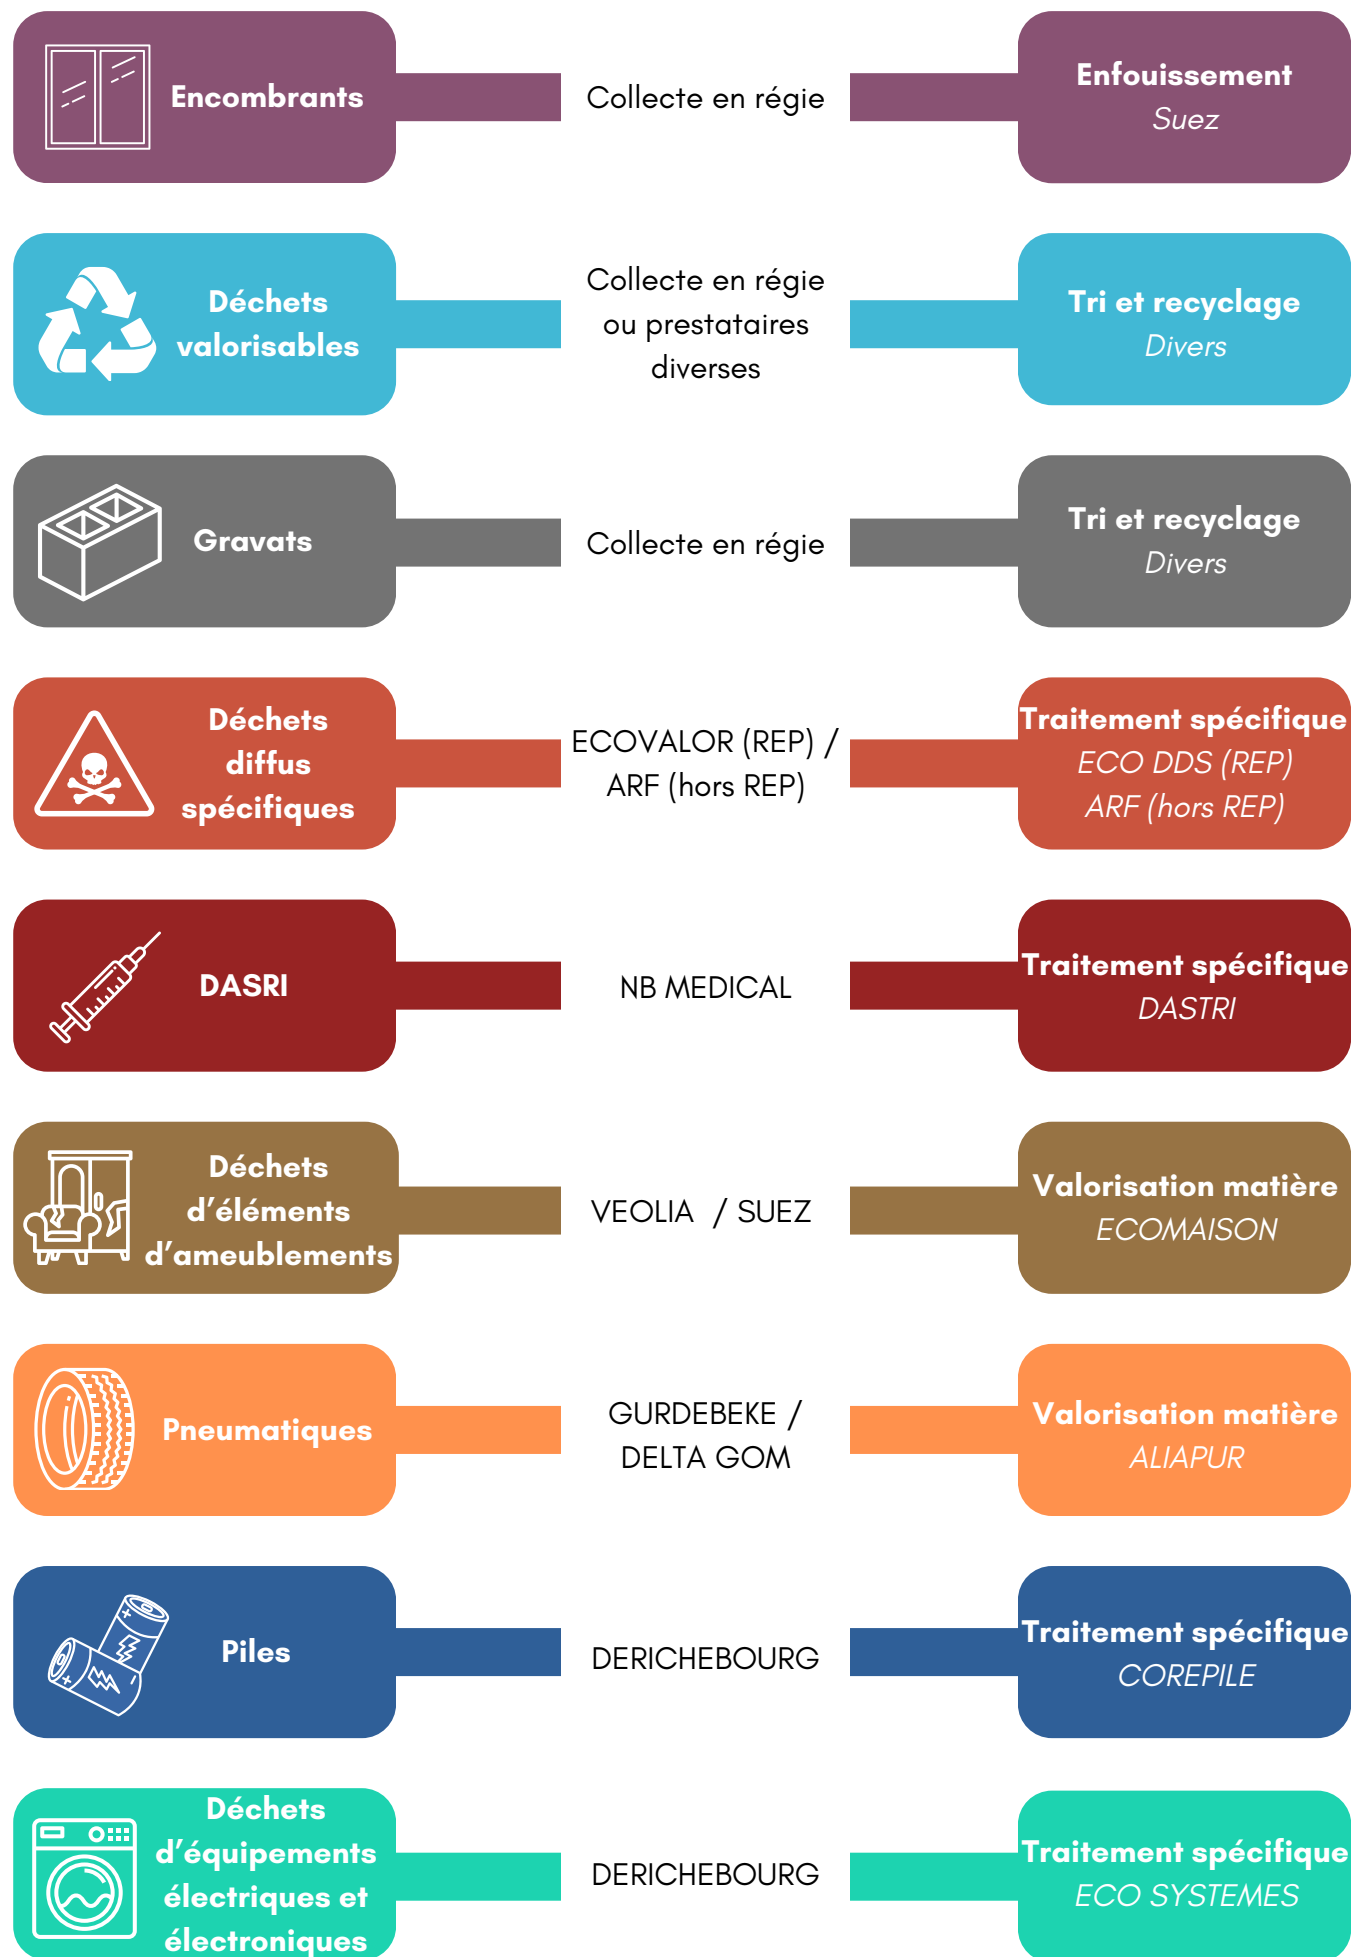 Encombrants
Collecte en régie
Enfouissement
Suez
Déchets
valorisables
Collecte en régie
ou prestataires
diverses
Tri et recyclage
Divers
Gravats
Collecte en régie
Tri et recyclage
Divers
Déchets
diffus
spécifiques
ECOVALOR (REP) /
ARF (hors REP)
Traitement spécifique
ECO DDS (REP)
ARF (hors REP)
DASRI
NB MEDICAL
Traitement spécifique
DASTRI
Déchets
d’éléments
d’ameublements
VEOLIA / SUEZ
Valorisation matière
ECOMAISON
Pneumatiques
GURDEBEKE /
DELTA GOM
Valorisation matière
ALIAPUR
Piles
DERICHEBOURG
Traitement spécifique
COREPILE
Déchets
d’équipements
électriques et
électroniques
DERICHEBOURG
Traitement spécifique
ECO SYSTEMES